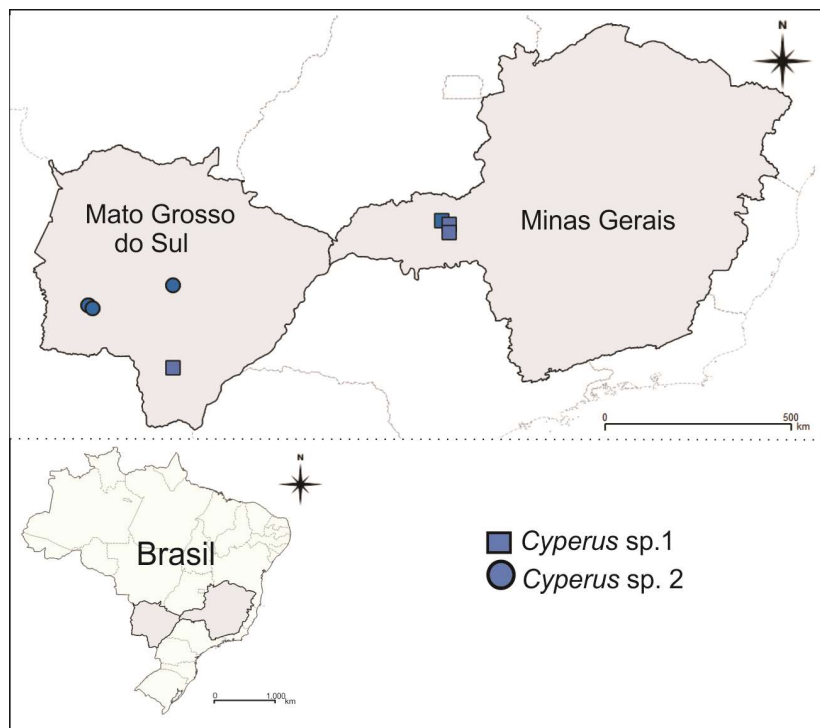 N
Mato Grosso
do Sul
Minas Gerais
0 500
km
N
Brasil
Cyperus sp.1
Cyperus sp. 2
0 1,000
km